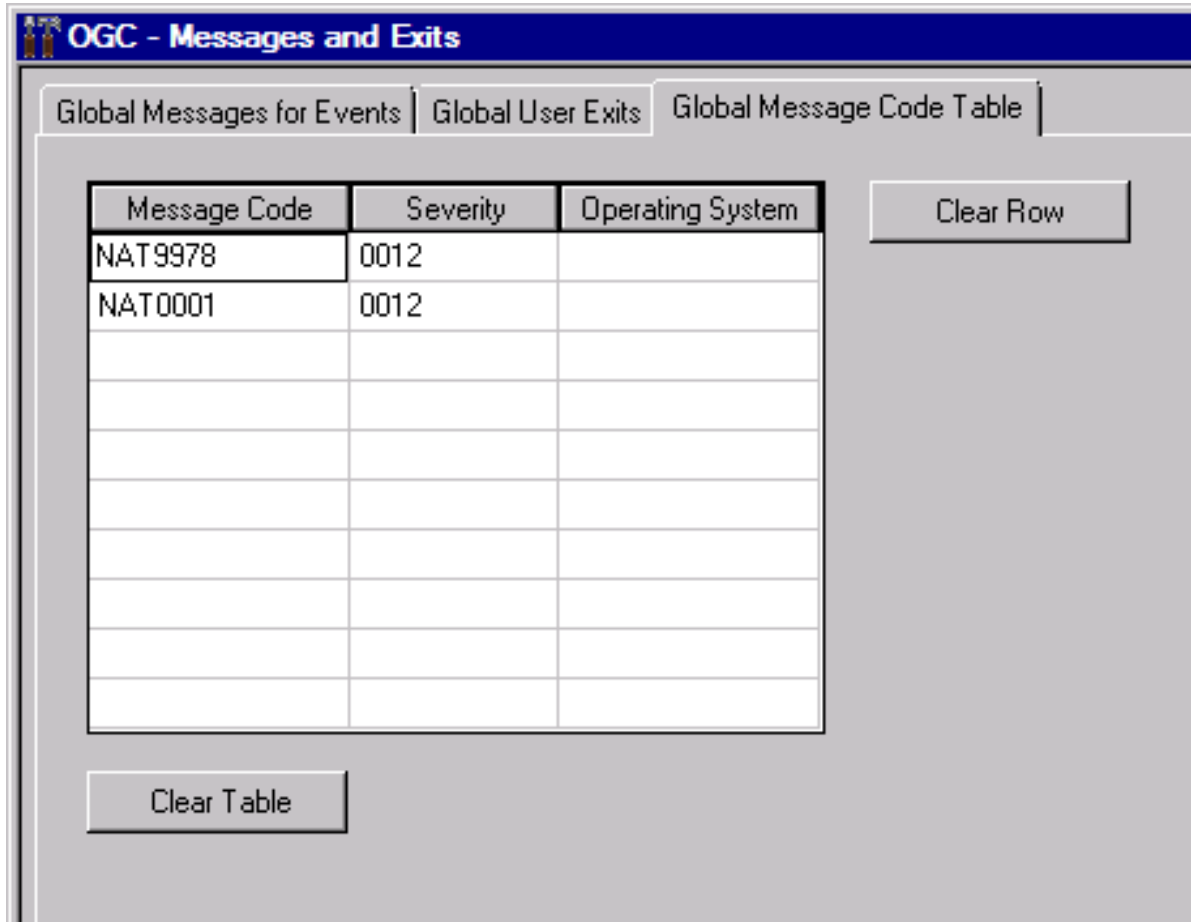 OGC - Messages and Exits
Global Messages for Events Global User Exits Global Message Code Table
Message Code Severity Operating System Clear Row
NAT9978 0012
NAT0001 0012
Clear Table